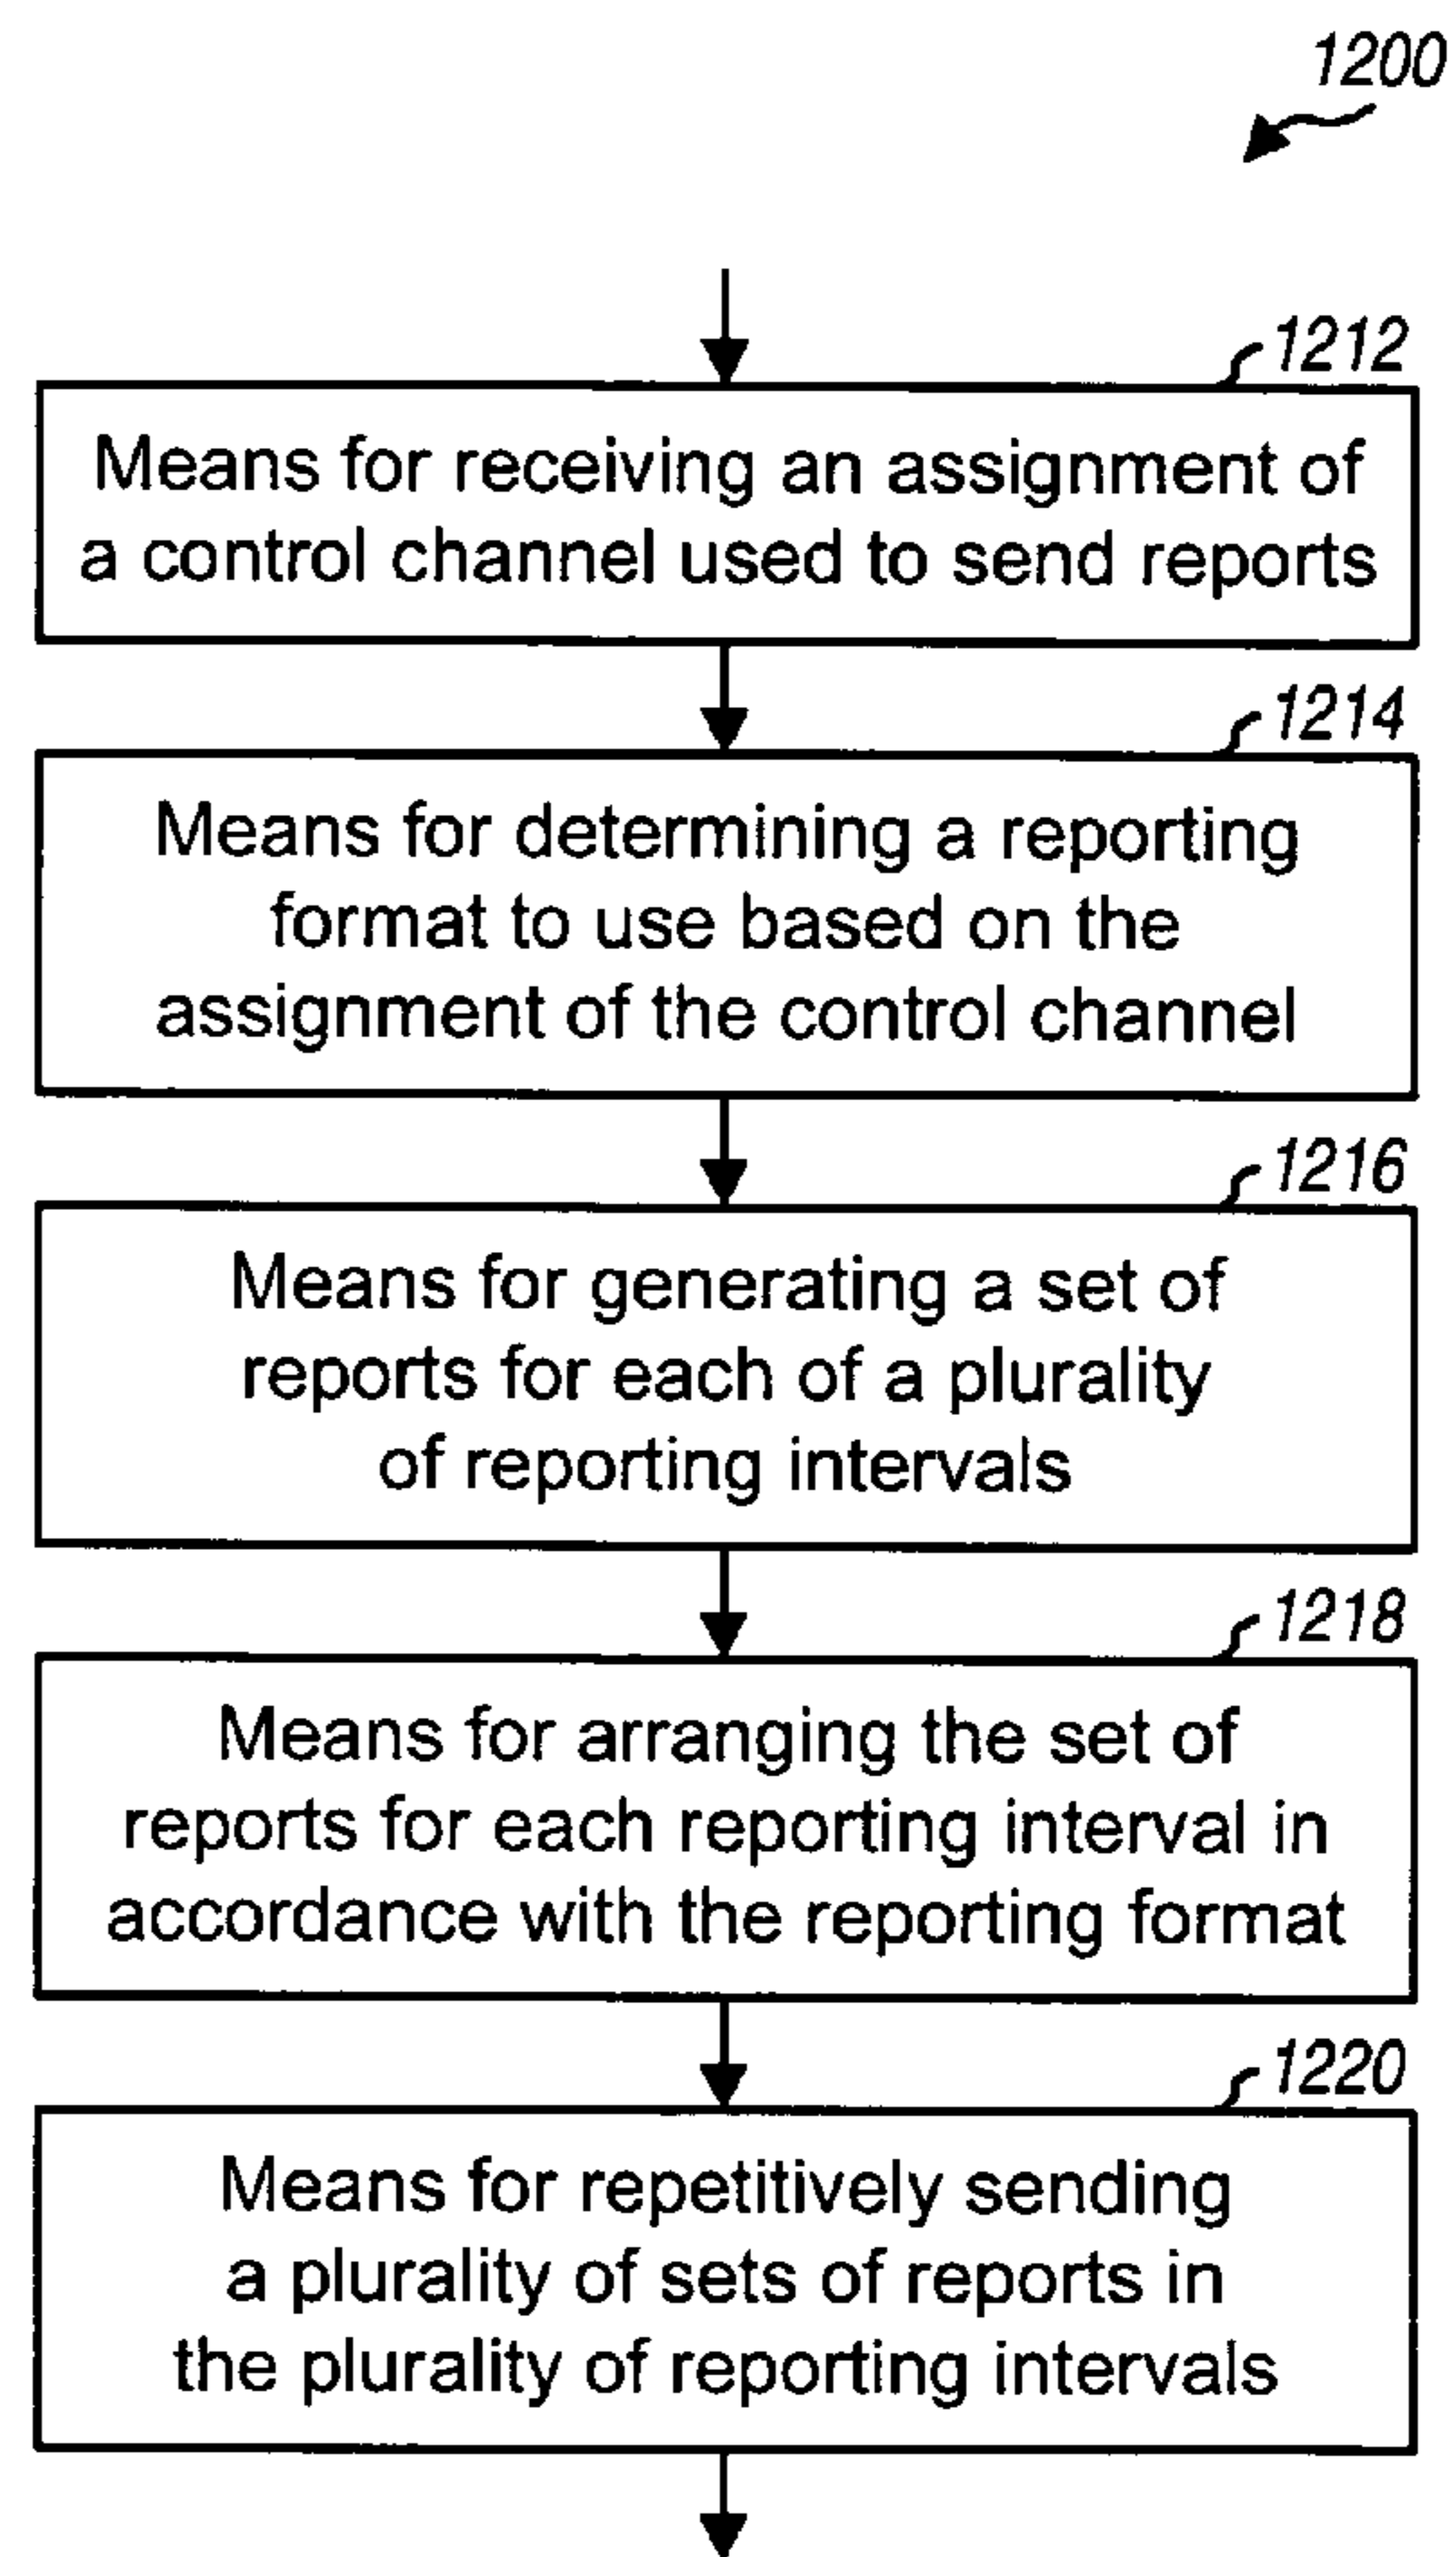 1200
1212
Means for receiving an assignment of
a control channel used to send reports
1214
Means for determining a reporting
format to use based on the
assignment of the control channel
1216
Means for generating a set of
reports for each of a plurality
of reporting intervals
1218
Means for arranging the set of
reports for each reporting interval in
accordance with the reporting format
1220
Means for repetitively sending
a plurality of sets of reports in
the plurality of reporting intervals